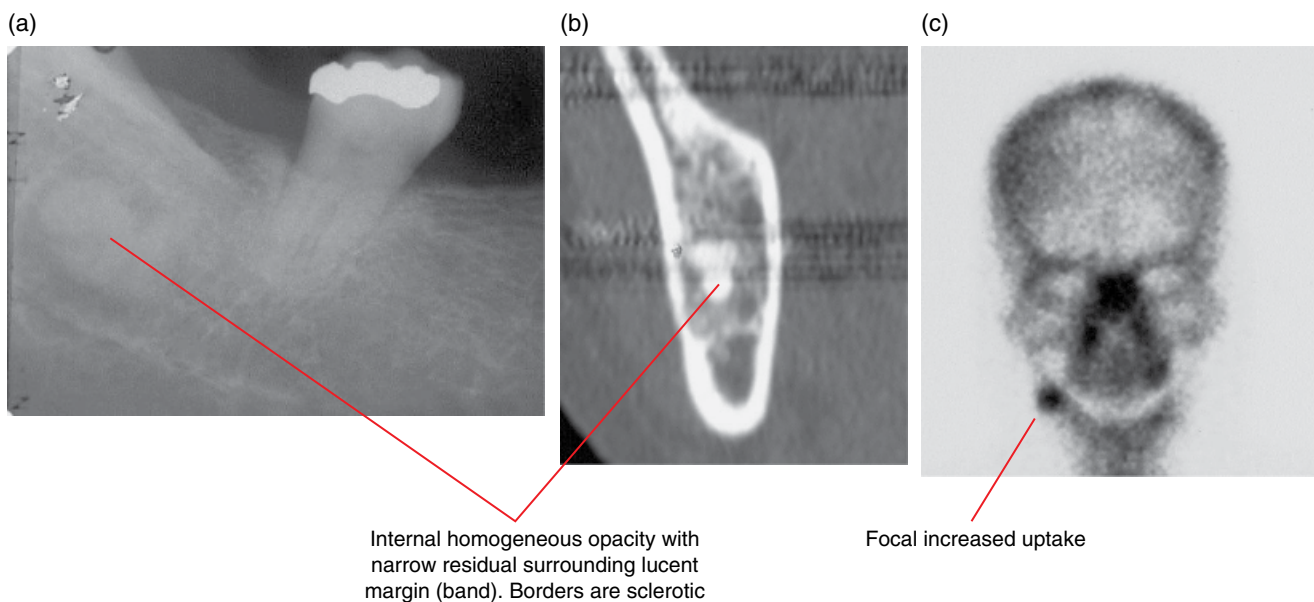 (a)
(b)
(c)
Internal homogeneous opacity with
narrow residual surrounding lucent
margin (band). Borders are sclerotic
Focal increased uptake